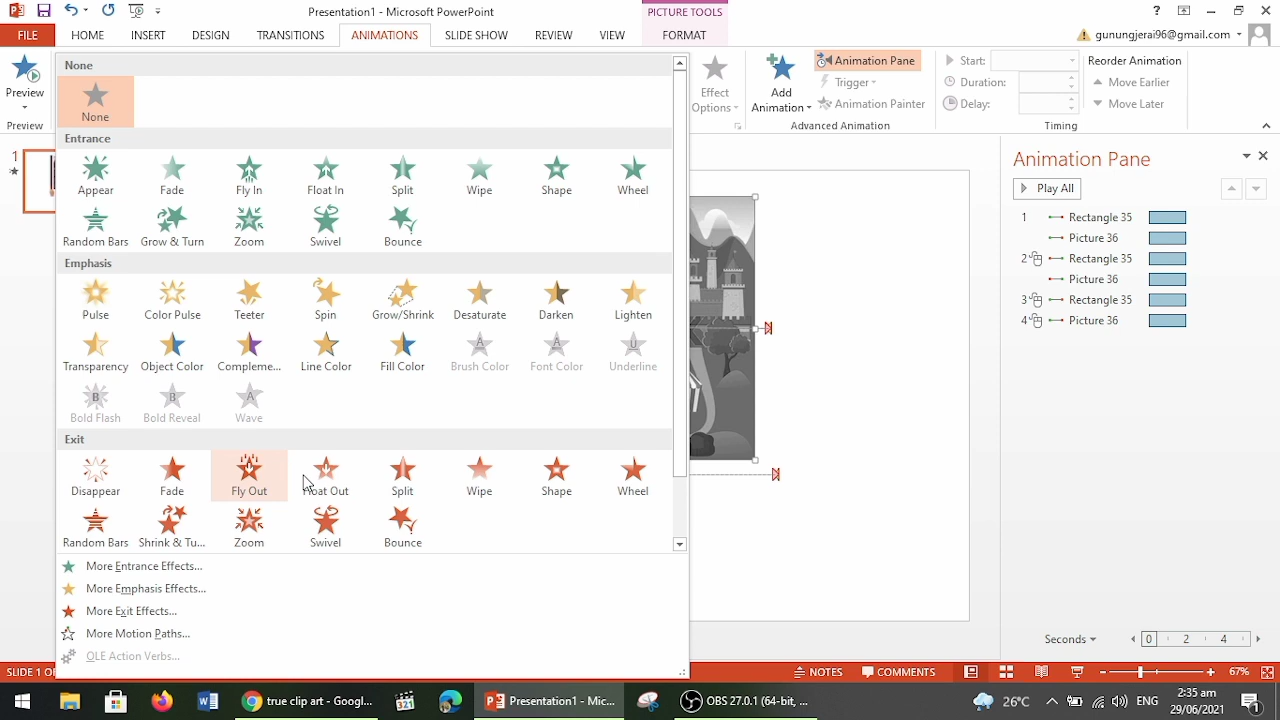 Presentation1 - Microsoft PowerPoint
PICTURE TOOLS
?
FILE
HOME
INSERT
DESIGN
TRANSITIONS
ANIMATIONS
SLIDE SHOW
REVIEW
VIEW
FORMAT
gunungjerai96@gmail.com
Preview
Preview
None
None
Entrance
Appear
Fade
Fly In
Float In
Split
Wipe
Shape
Wheel
Random Bars
Grow & Turn
Zoom
Swivel
Bounce
Emphasis
Pulse
Color Pulse
Teeter
Spin
Grow/Shrink
Desaturate
Darken
Lighten
Transparency
Object Color
Compleme...
Line Color
Fill Color
Brush Color
Font Color
Underline
Bold Flash
Bold Reveal
Wave
Exit
Disappear
Fade
Fly Out
Float Out
Split
Wipe
Shape
Wheel
Random Bars
Shrink & Tu...
Zoom
Swivel
Bounce
More Entrance Effects...
More Emphasis Effects...
More Exit Effects...
More Motion Paths...
OLE Action Verbs...
Effect
Options
Add
Animation
Animation Pane
Trigger
Animation Painter
Advanced Animation
Start:
Duration:
Delay:
Reorder Animation
Move Earlier
Move Later
Timing
1
Animation Pane
Play All
1 Rectangle 35
Picture 36
2 Rectangle 35
Picture 36
3 Rectangle 35
4 Picture 36
Seconds
0 2 4
SLIDE 1 O
NOTES
COMMENTS
67%
true clip art - Googl...
321
Presentation1 - Mic...
OBS 27.0.1 (64-bit, ...
26°C
ENG
2:35 am
29/06/2021
1